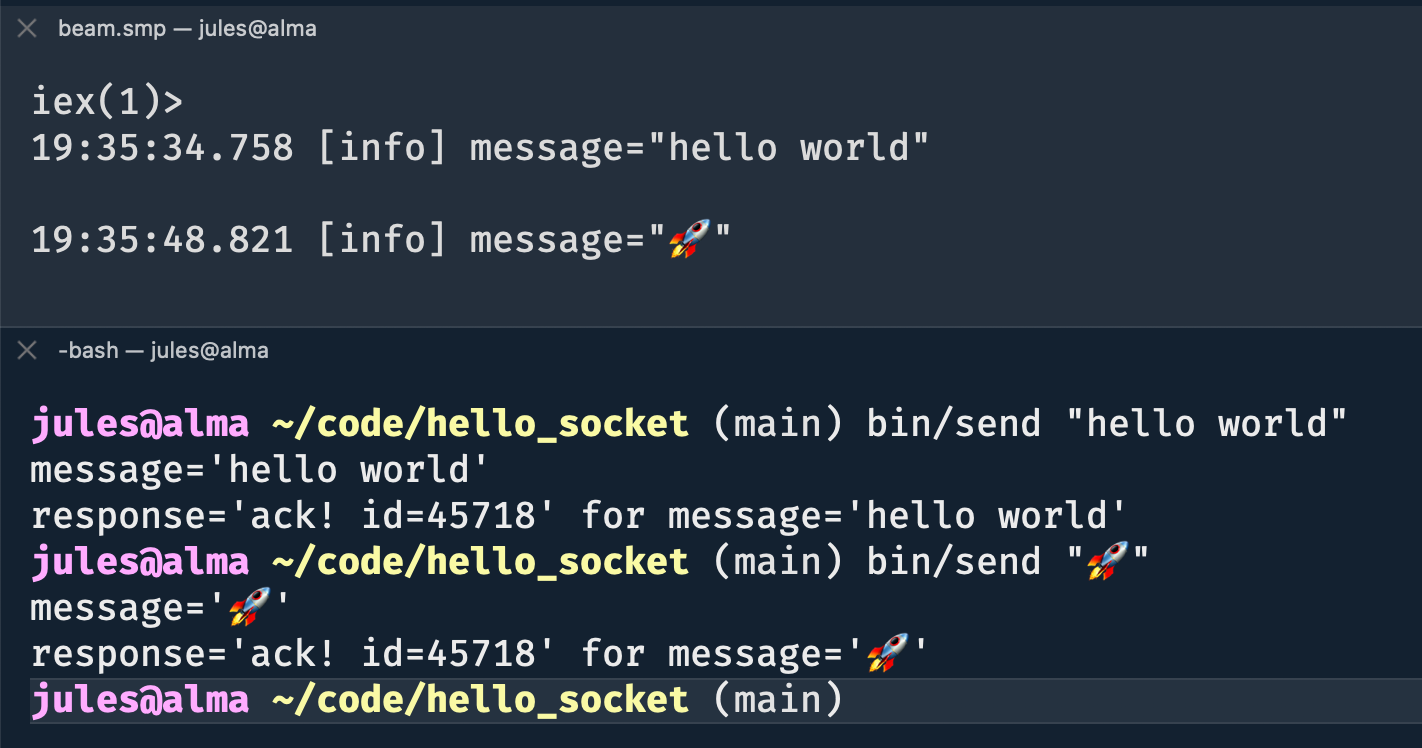 beam.smp — jules@alma
iex(1)>
19:35:34.758 [info] message="hello world"
19:35:48.821 [info] message="🚀"
-bash — jules@alma
jules@alma ~/code/hello_socket (main) bin/send "hello world"
message='hello world'
response='ack! id=45718' for message='hello world'
jules@alma ~/code/hello_socket (main) bin/send "🚀"
message='🚀'
response='ack! id=45718' for message='🚀'
jules@alma ~/code/hello_socket (main)